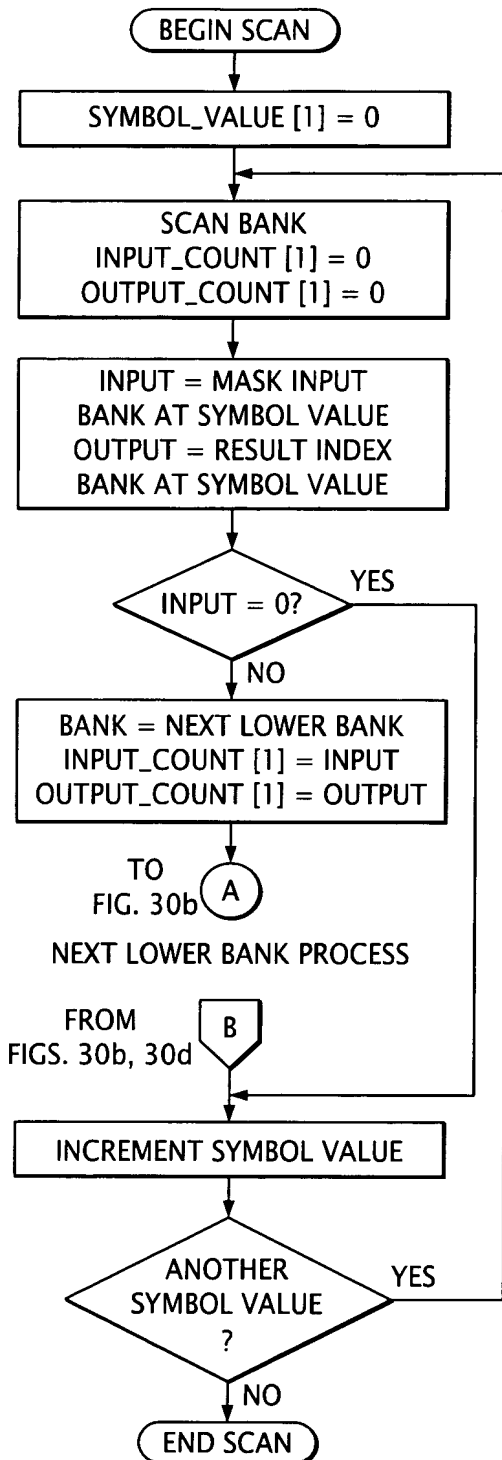 BEGIN SCAN
SYMBOL_VALUE [1] = 0
SCAN BANK
INPUT_COUNT [1] = 0
OUTPUT_COUNT [1] = 0
INPUT = MASK INPUT
BANK AT SYMBOL VALUE
OUTPUT = RESULT INDEX
BANK AT SYMBOL VALUE
INPUT = 0?
YES
NO
BANK = NEXT LOWER BANK
INPUT_COUNT [1] = INPUT
OUTPUT_COUNT [1] = OUTPUT
TO
FIG. 30b
A
NEXT LOWER BANK PROCESS
FROM
FIGS. 30b, 30d
B
INCREMENT SYMBOL VALUE
ANOTHER
SYMBOL VALUE
?
YES
NO
END SCAN